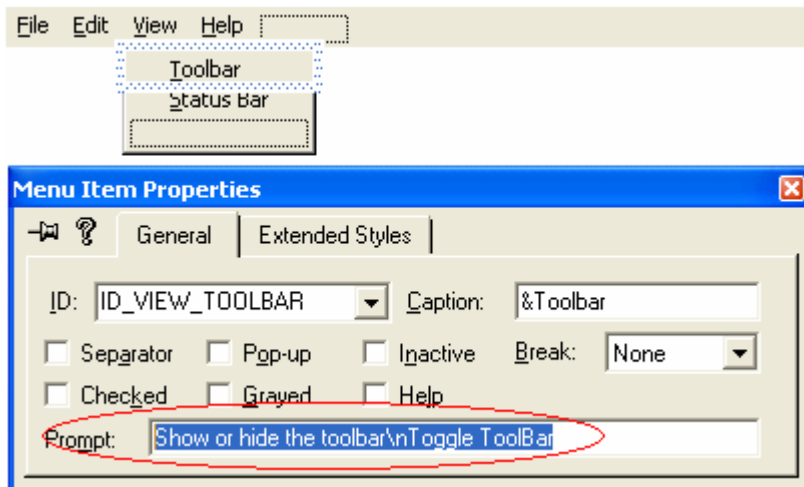 File Edit View Help
Toolbar
Status Bar
Menu Item Properties
General Extended Styles
ID: ID_VIEW_TOOLBAR Caption: &Toolbar
Separator Pop-up Inactive Break: None
Checked Grayed Help
Prompt: Show or hide the toolbar\nToggle ToolBar